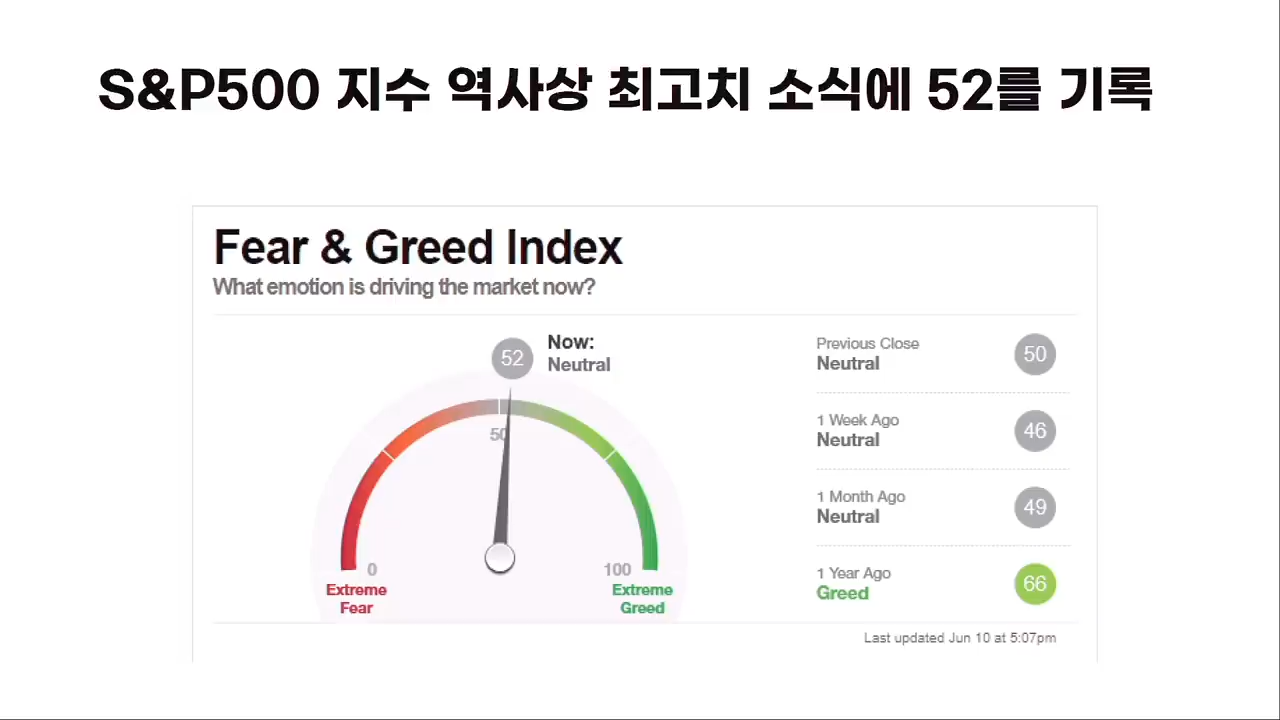 S&P500 지수 역사상 최고치 소식에 52를 기록
Fear & Greed Index
What emotion is driving the market now?
52
Now:
Neutral
50
0
100
Extreme
Fear
Extreme
Greed
Previous Close
Neutral
50
1 Week Ago
Neutral
46
1 Month Ago
Neutral
49
1 Year Ago
Greed
66
Last updated Jun 10 at 5:07pm